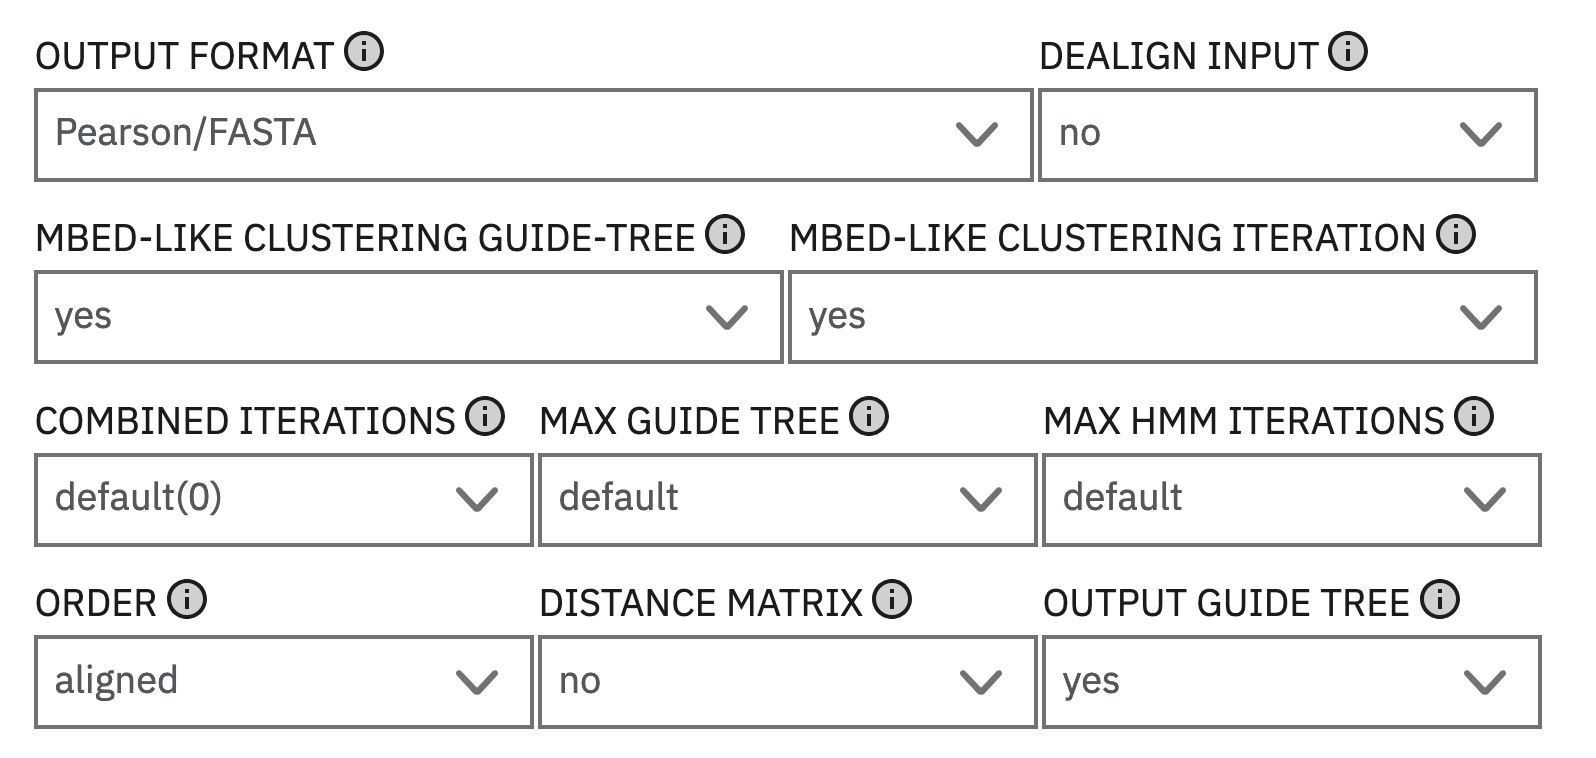 OUTPUT FORMAT i DEALIGN INPUT i
Pearson/FASTA no
MBED-LIKE CLUSTERING GUIDE-TREE i MBED-LIKE CLUSTERING ITERATION i
yes yes
COMBINED ITERATIONS i MAX GUIDE TREE i MAX HMM ITERATIONS i
default(0) default default
ORDER i DISTANCE MATRIX i OUTPUT GUIDE TREE i
aligned no yes